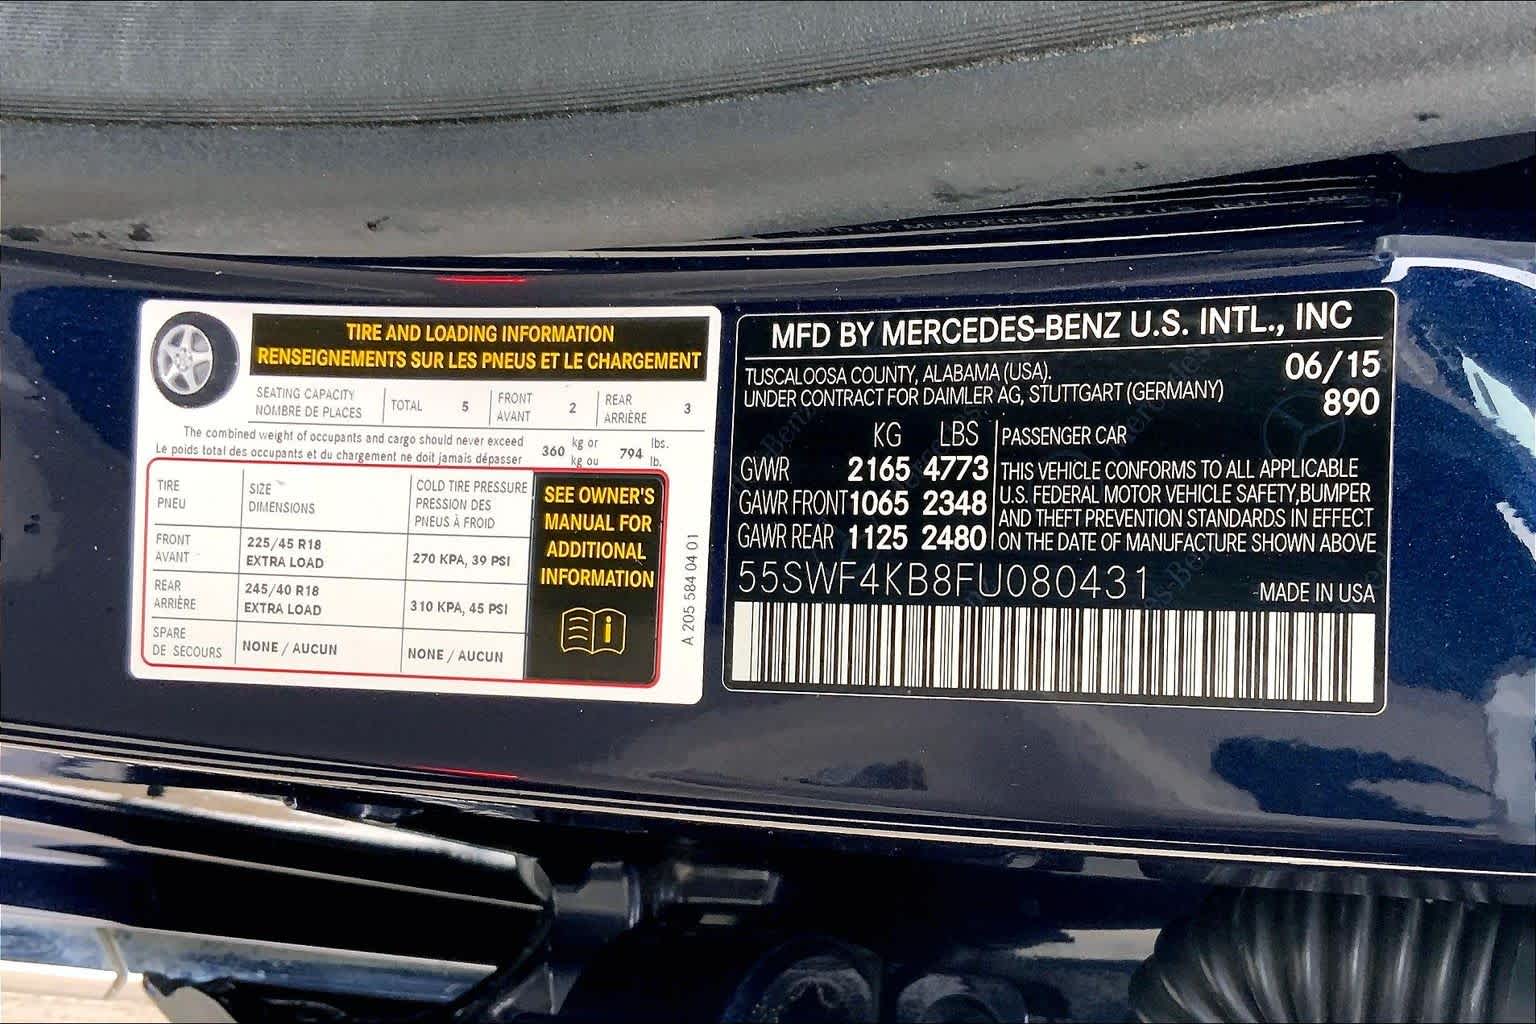 TIRE AND LOADING INFORMATION
RENSEIGNEMENTS SUR LES PNEUS ET LE CHARGEMENT
SEATING CAPACITY
NOMBRE DE PLACES
TOTAL 5
FRONT
AVANT
2
REAR
ARRIÈRE
3
The combined weight of occupants and cargo should never exceed
Le poids total des occupants et du chargement ne doit jamais dépasser
360 kg or
kg ou
794 lbs.
lb.
TIRE
PNEU
SIZE
DIMENSIONS
COLD TIRE PRESSURE
PRESSION DES
PNEUS À FROID
FRONT
AVANT
225/45 R18
EXTRA LOAD
270 KPA, 39 PSI
REAR
ARRIÈRE
245/40 R18
EXTRA LOAD
310 KPA, 45 PSI
SPARE
DE SECOURS
NONE / AUCUN
NONE / AUCUN
SEE OWNER'S
MANUAL FOR
ADDITIONAL
INFORMATION
A 205 584 04 01
MFD BY MERCEDES-BENZ U.S. INTL., INC
TUSCALOOSA COUNTY, ALABAMA (USA).
UNDER CONTRACT FOR DAIMLER AG, STUTTGART (GERMANY)
06/15
890
KG LBS
GVWR 2165 4773
GAWR FRONT 1065 2348
GAWR REAR 1125 2480
PASSENGER CAR
THIS VEHICLE CONFORMS TO ALL APPLICABLE
U.S. FEDERAL MOTOR VEHICLE SAFETY,BUMPER
AND THEFT PREVENTION STANDARDS IN EFFECT
ON THE DATE OF MANUFACTURE SHOWN ABOVE
55SWF4KB8FU080431
-MADE IN USA